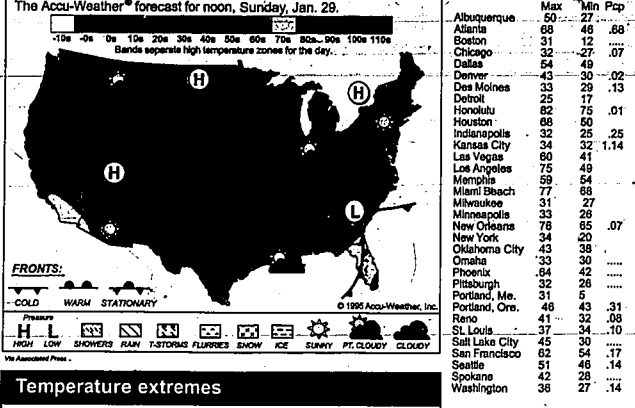 The Accu-Weather® forecast for noon, Sunday, Jan. 29.
-10s -0s 0s 10s 20s 30s 40s 50s 60s 70s 80s 90s 100s 110s
Bands separate high temperature zones for the day.
H
H
H
L
FRONTS:
COLD WARM STATIONARY
© 1995 Accu-Weather, Inc.
Pressure
H L
HIGH LOW SHOWERS RAIN T-STORMS FLURRIES SNOW ICE SUNNY PT. CLOUDY CLOUDY
Via Associated Press
Temperature extremes
Max Min Pcp
Albuquerque 50 27
Atlanta 68 46 .68
Boston 31 12
Chicago 32 27 .07
Dallas 54 49
Denver 43 30 .02
Des Moines 33 29 .13
Detroit 25 17
Honolulu 82 75 .01
Houston 68 50
Indianapolis 32 25 .25
Kansas City 34 32 1.14
Las Vegas 60 41
Los Angeles 75 49
Memphis 59 54
Miami Beach 77 68
Milwaukee 31 27
Minneapolis 33 26
New Orleans 76 65 .07
New York 34 20
Oklahoma City 43 38
Omaha 33 30 .....
Phoenix 64 42 .....
Pittsburgh 32 26 .....
Portland, Me. 31 5
Portland, Ore. 46 43 .31
Reno 41 32 .08
St. Louis 37 34 .10
Salt Lake City 45 30 .....
San Francisco 62 54 .17
Seattle 51 46 .14
Spokane 42 28 .....
Washington 36 27 .14